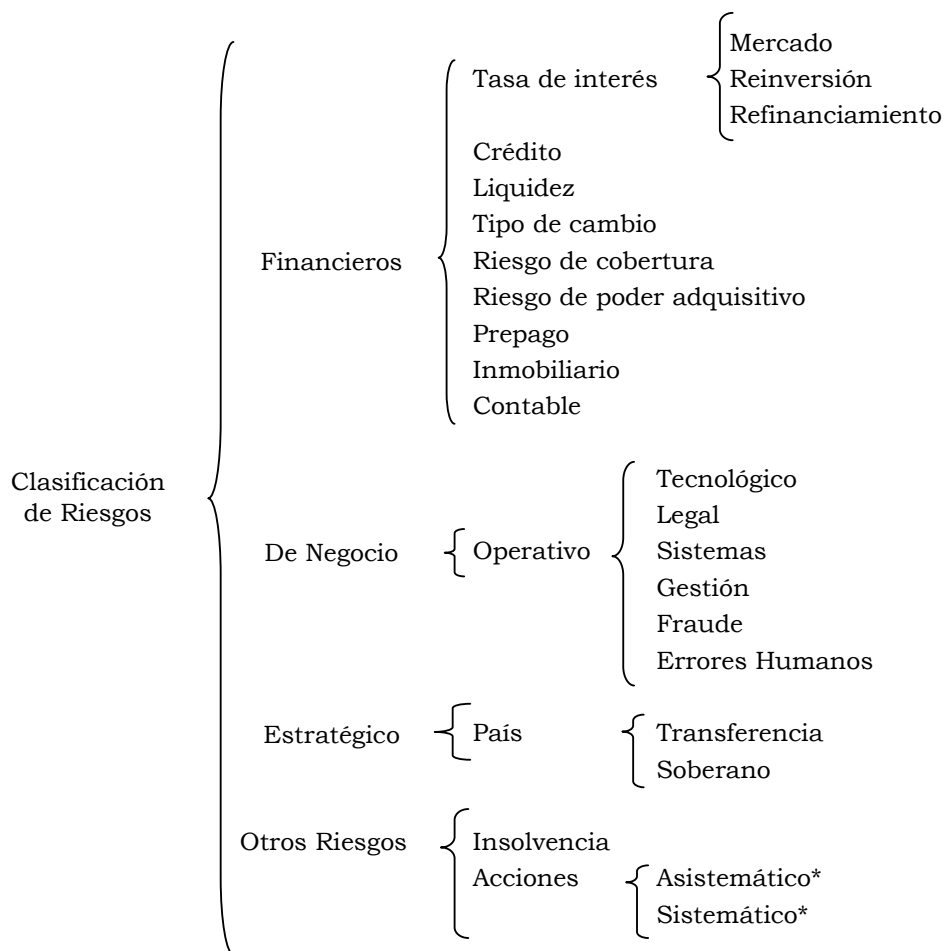 Clasificación
de Riesgos
Financieros
Tasa de interés
Mercado
Reinversión
Refinanciamiento
Crédito
Liquidez
Tipo de cambio
Riesgo de cobertura
Riesgo de poder adquisitivo
Prepago
Inmobiliario
Contable
De Negocio
Operativo
Tecnológico
Legal
Sistemas
Gestión
Fraude
Errores Humanos
Estratégico
País
Transferencia
Soberano
Otros Riesgos
Insolvencia
Acciones
Asistemático*
Sistemático*